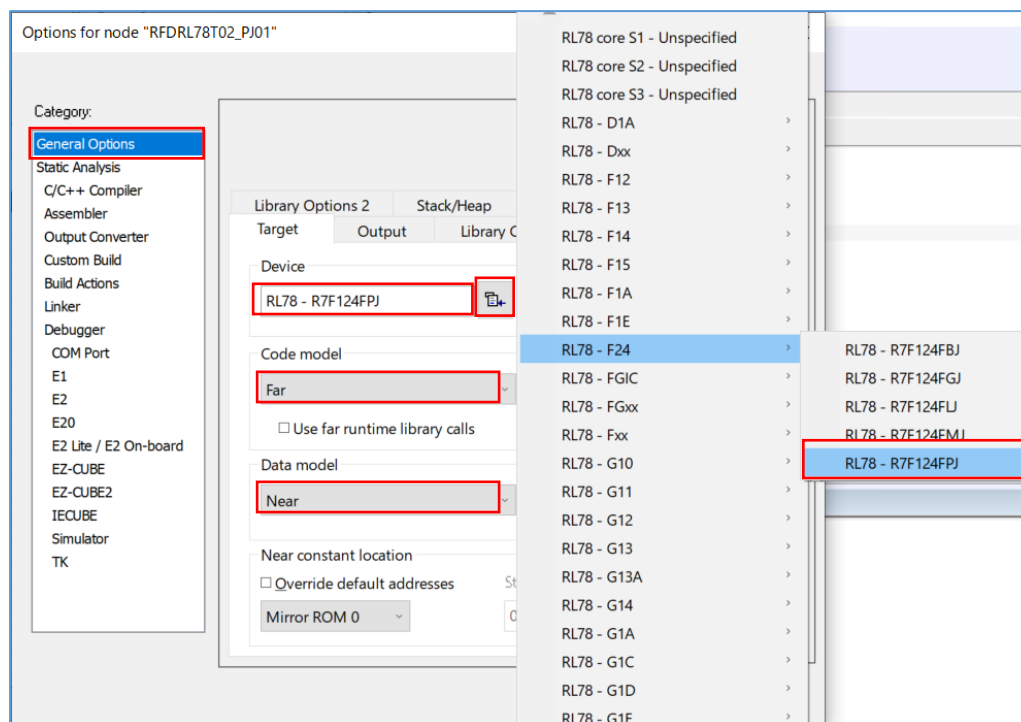 Options for node "RFDRL78T02_PJ01"
Category:
General Options
Static Analysis
C/C++ Compiler
Assembler
Output Converter
Custom Build
Build Actions
Linker
Debugger
COM Port
E1
E2
E20
E2 Lite / E2 On-board
EZ-CUBE
EZ-CUBE2
IECUBE
Simulator
TK
Library Options 2 Stack/Heap
Target Output Library
Device
RL78 - R7F124FPJ
Code model
Far
Use far runtime library calls
Data model
Near
Near constant location
Override default addresses
Mirror ROM 0
RL78 core S1 - Unspecified
RL78 core S2 - Unspecified
RL78 core S3 - Unspecified
RL78 - D1A
RL78 - Dxx
RL78 - F12
RL78 - F13
RL78 - F14
RL78 - F15
RL78 - F1A
RL78 - F1E
RL78 - F24
RL78 - FGIC
RL78 - FGxx
RL78 - Fxx
RL78 - G10
RL78 - G11
RL78 - G12
RL78 - G13
RL78 - G13A
RL78 - G14
RL78 - G1A
RL78 - G1C
RL78 - G1D
RL78 - G1E
RL78 - R7F124FBJ
RL78 - R7F124FGJ
RL78 - R7F124FLJ
RL78 - R7F124FMJ
RL78 - R7F124FPJ